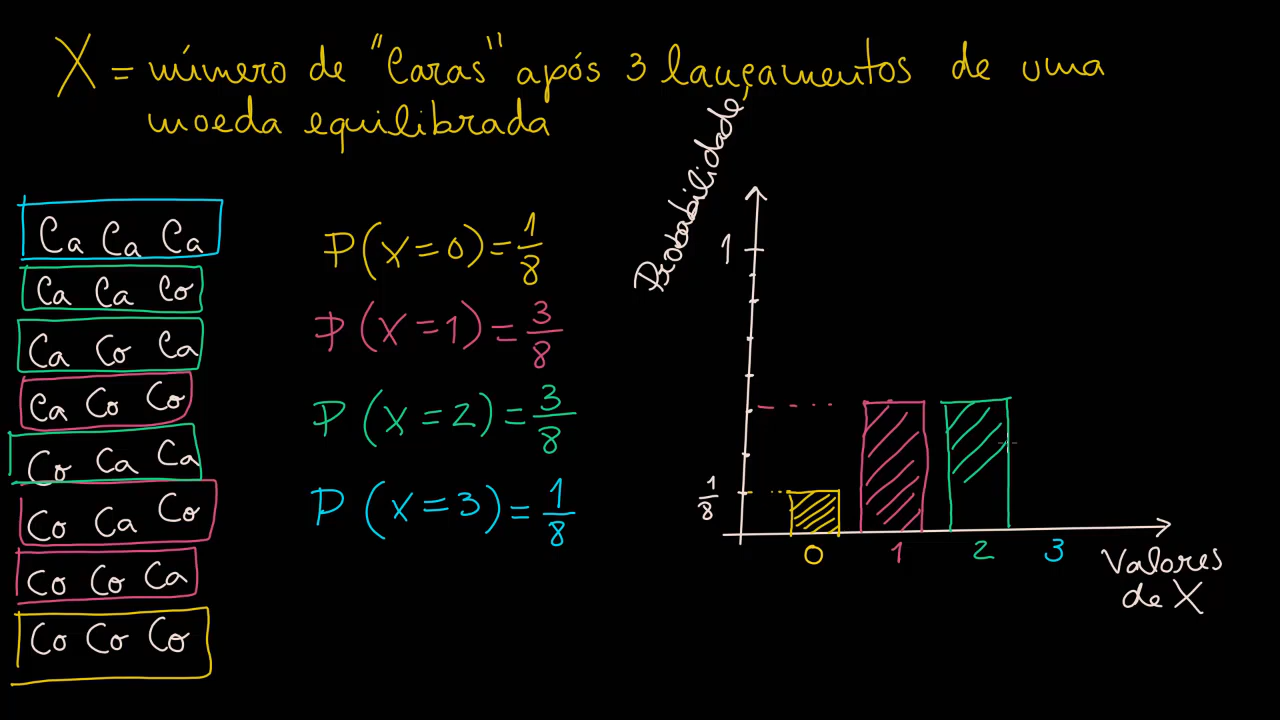 X = número de "Caras" após 3 lançamentos de uma
moeda equilibrada
Ca Ca Ca
Ca Ca Co
Ca Co Ca
Ca Co Co
Co Ca Ca
Co Ca Co
Co Co Ca
Co Co Co
P(X=0)=1/8
P(X=1)=3/8
P(X=2)=3/8
P(X=3)=1/8
Probabilidade
1
1/8
0 1 2 3
Valores
de X